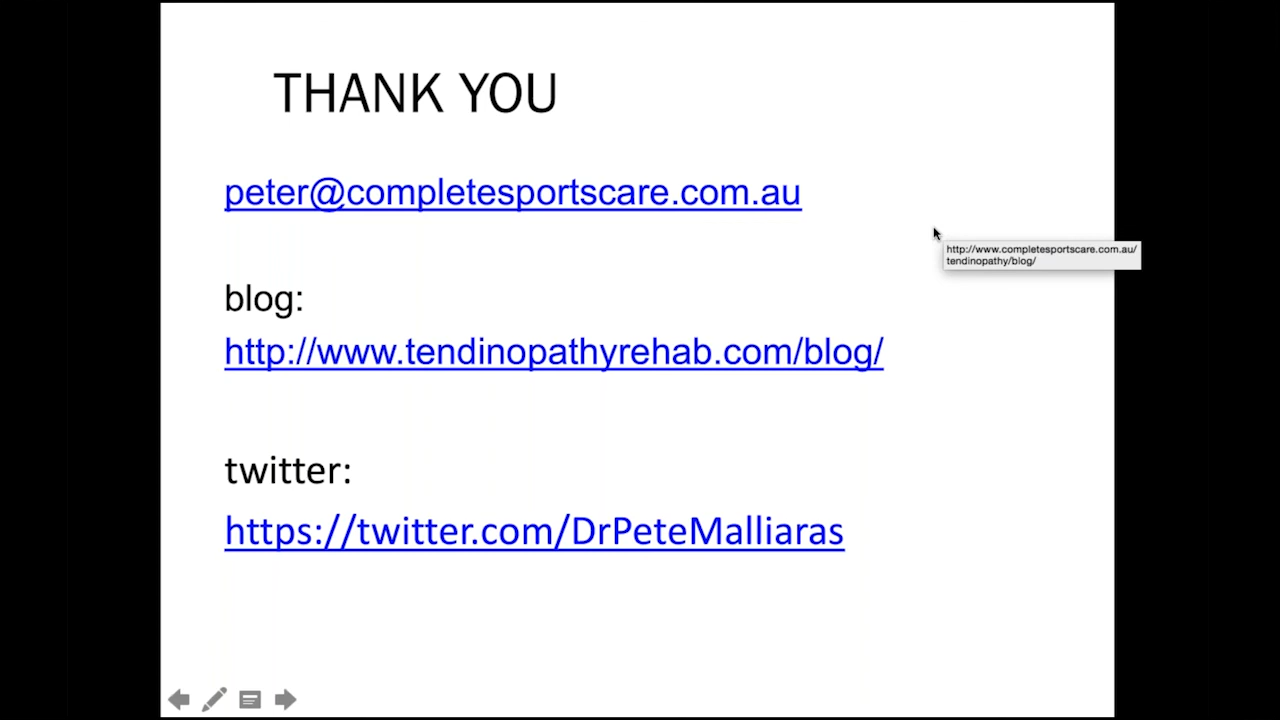 THANK YOU
peter@completesportscare.com.au
http://www.completesportscare.com.au/
tendinopathy/blog/
blog:
http://www.tendinopathyrehab.com/blog/
twitter:
https://twitter.com/DrPeteMalliaras